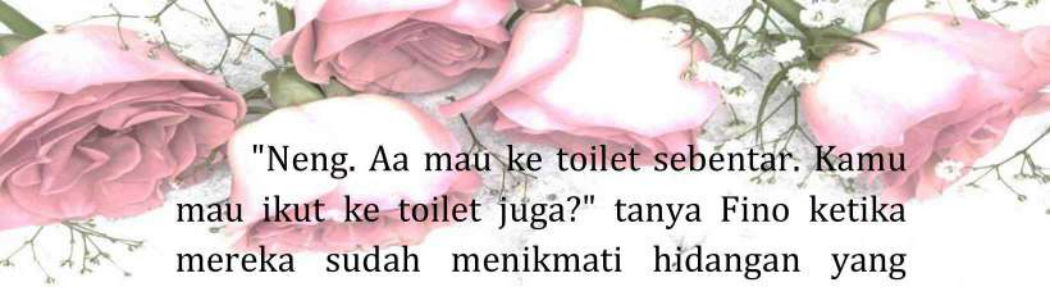 "Neng. Aa mau ke toilet sebentar. Kamu
mau ikut ke toilet juga?" tanya Fino ketika
mereka sudah menikmati hidangan yang